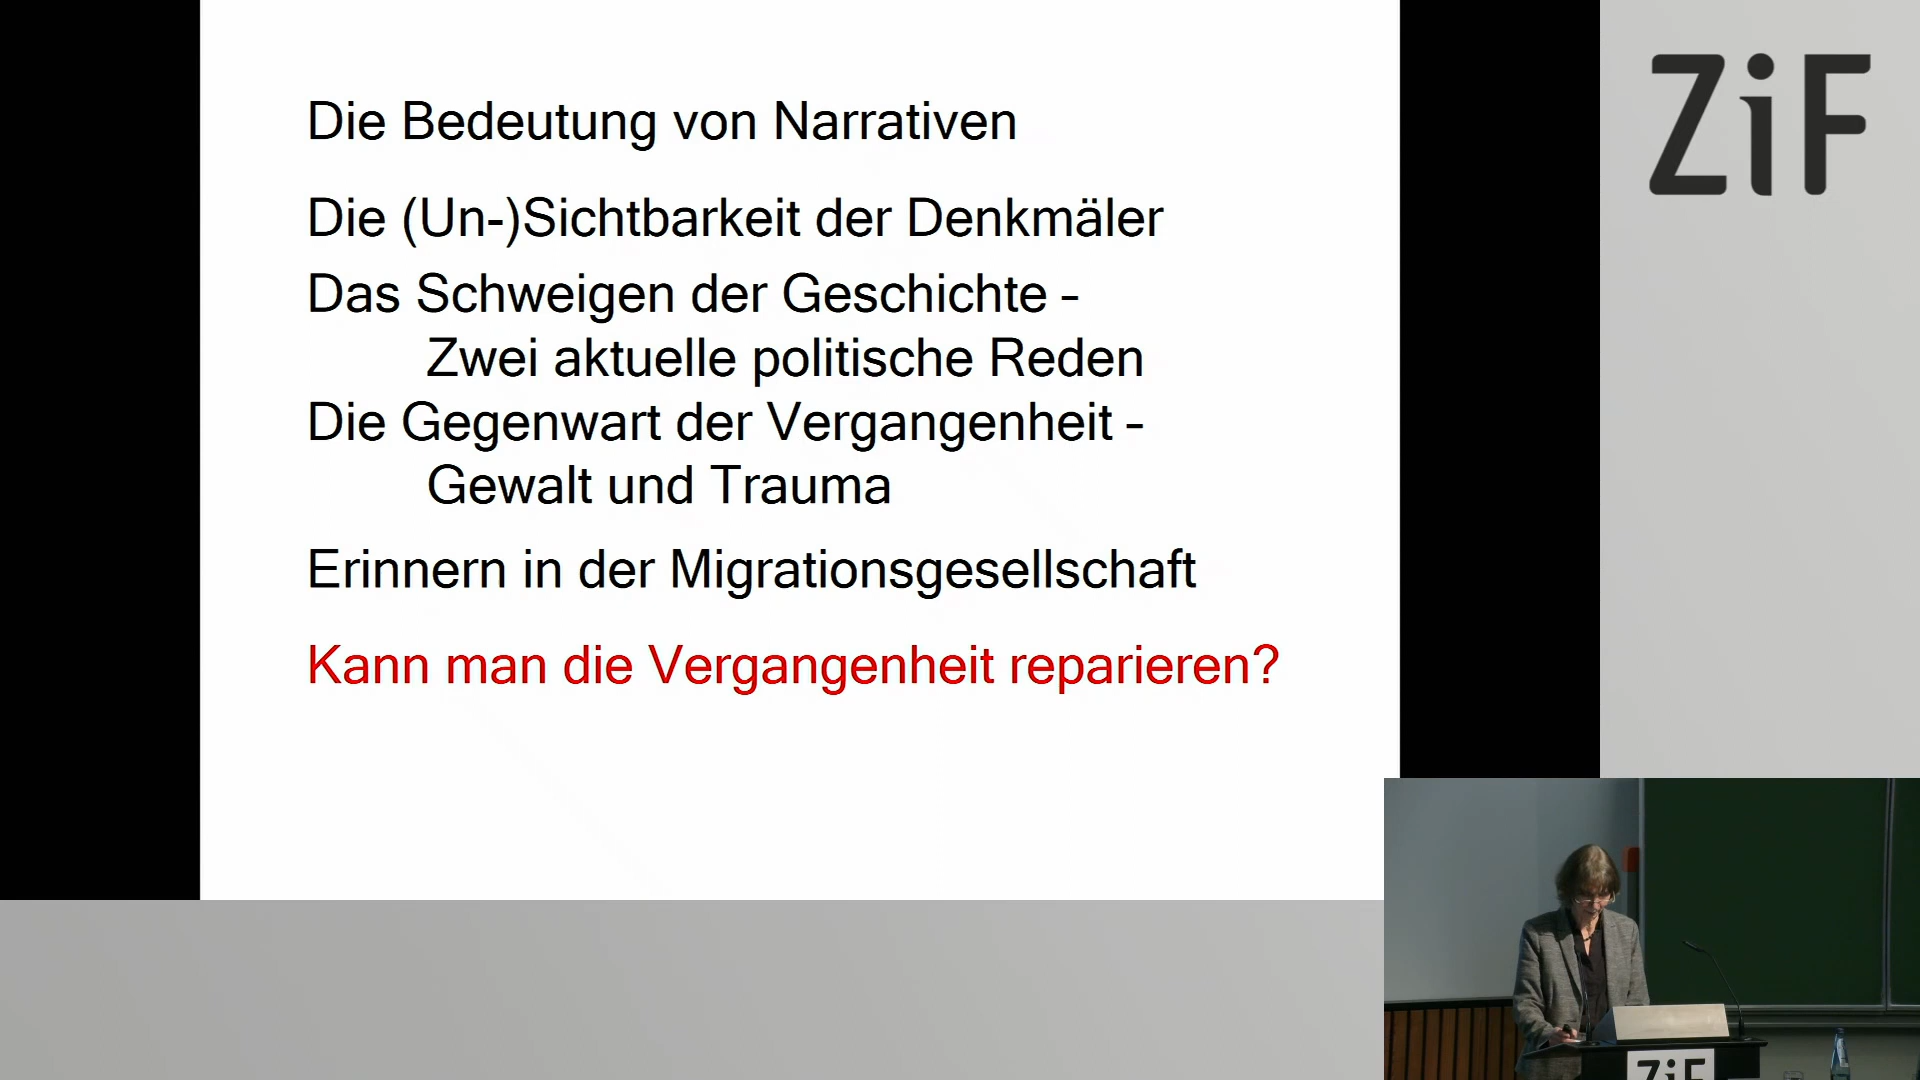 Die Bedeutung von Narrativen
Die (Un-)Sichtbarkeit der Denkmäler
Das Schweigen der Geschichte –
Zwei aktuelle politische Reden
Die Gegenwart der Vergangenheit –
Gewalt und Trauma
Erinnern in der Migrationsgesellschaft
Kann man die Vergangenheit reparieren?
ZiF
ZiF